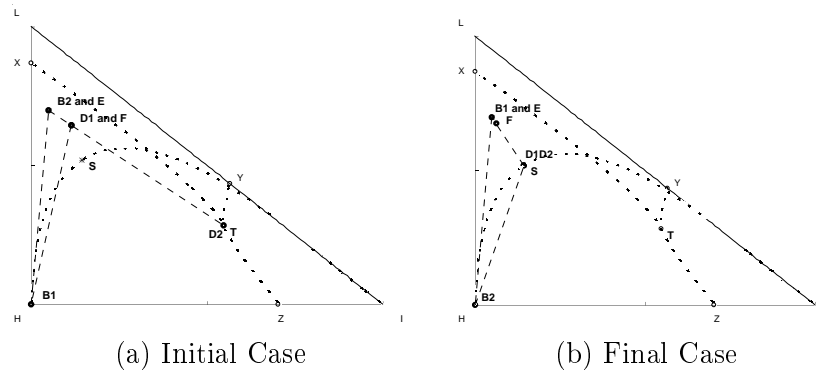 L
X
B2 and E
D1 and F
S
Y
D2
T
B1
H
Z
I
(a) Initial Case
L
X
B1 and E
F
D1D2
S
Y
T
B2
H
Z
(b) Final Case